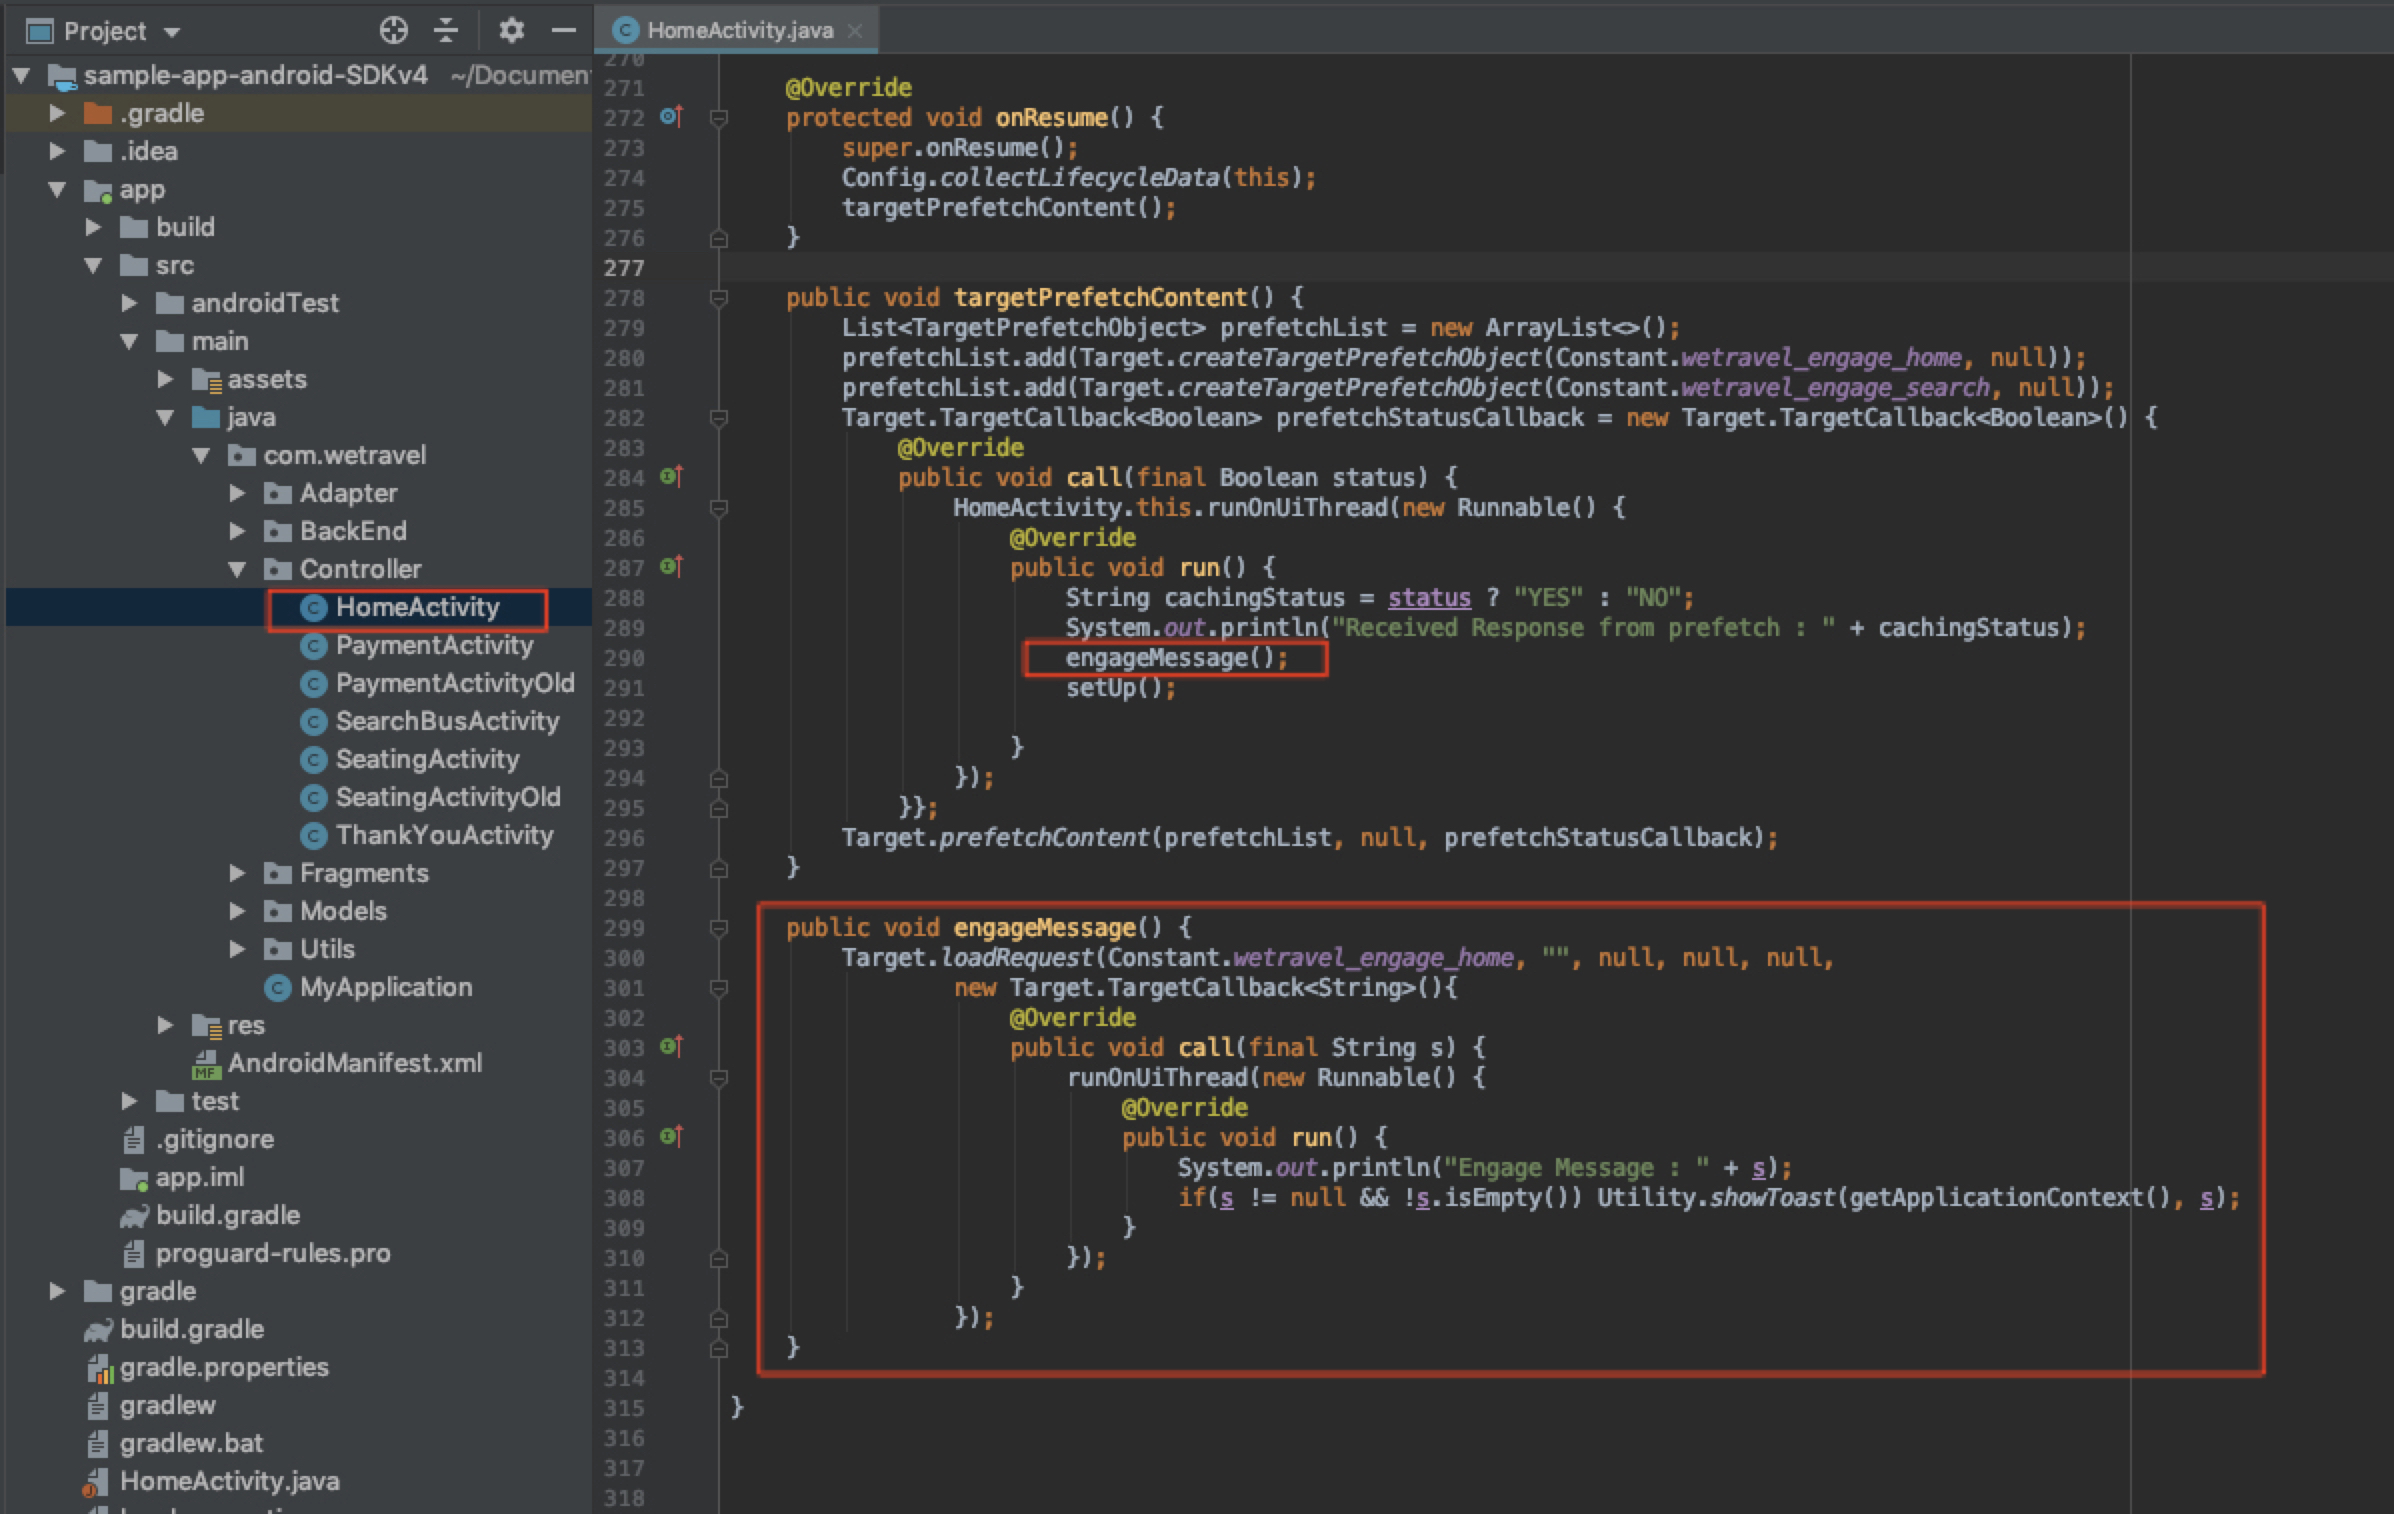 Project
sample-app-android-SDKv4 ~/Documen
.gradle
.idea
app
build
src
androidTest
main
assets
java
com.wetravel
Adapter
BackEnd
Controller
HomeActivity
PaymentActivity
PaymentActivityOld
SearchBusActivity
SeatingActivity
SeatingActivityOld
ThankYouActivity
Fragments
Models
Utils
MyApplication
res
AndroidManifest.xml
test
.gitignore
app.iml
build.gradle
proguard-rules.pro
gradle
build.gradle
gradle.properties
gradlew
gradlew.bat
HomeActivity.java
HomeActivity.java
270
271 @Override
272 protected void onResume() {
273 super.onResume();
274 Config.collectLifecycleData(this);
275 targetPrefetchContent();
276 }
277
278 public void targetPrefetchContent() {
279 List<TargetPrefetchObject> prefetchList = new ArrayList<>();
280 prefetchList.add(Target.createTargetPrefetchObject(Constant.wetravel_engage_home, null));
281 prefetchList.add(Target.createTargetPrefetchObject(Constant.wetravel_engage_search, null));
282 Target.TargetCallback<Boolean> prefetchStatusCallback = new Target.TargetCallback<Boolean>() {
283 @Override
284 public void call(final Boolean status) {
285 HomeActivity.this.runOnUiThread(new Runnable() {
286 @Override
287 public void run() {
288 String cachingStatus = status ? "YES" : "NO";
289 System.out.println("Received Response from prefetch : " + cachingStatus);
290 engageMessage();
291 setUp();
292
293 }
294 });
295 }};
296 Target.prefetchContent(prefetchList, null, prefetchStatusCallback);
297 }
298
299 public void engageMessage() {
300 Target.loadRequest(Constant.wetravel_engage_home, "", null, null, null,
301 new Target.TargetCallback<String>(){
302 @Override
303 public void call(final String s) {
304 runOnUiThread(new Runnable() {
305 @Override
306 public void run() {
307 System.out.println("Engage Message : " + s);
308 if(s != null && !s.isEmpty()) Utility.showToast(getApplicationContext(), s);
309 }
310 });
311 }
312 });
313 }
314
315 }
316
317
318